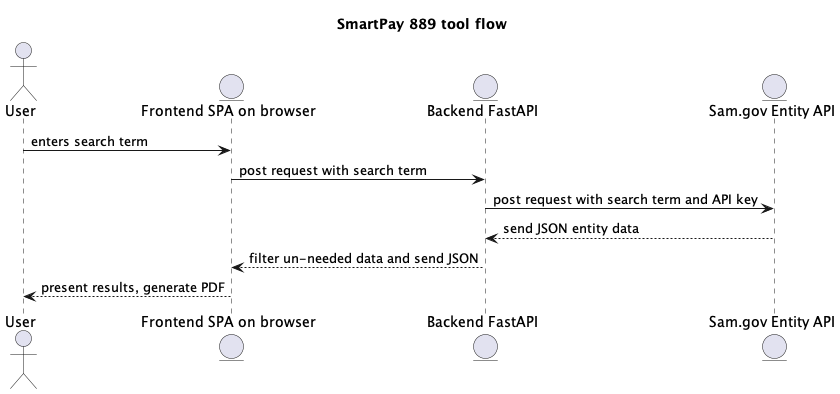 SmartPay 889 tool flow
User
Frontend SPA on browser
Backend FastAPI
Sam.gov Entity API
enters search term
post request with search term
post request with search term and API key
send JSON entity data
filter un-needed data and send JSON
present results, generate PDF
User
Frontend SPA on browser
Backend FastAPI
Sam.gov Entity API